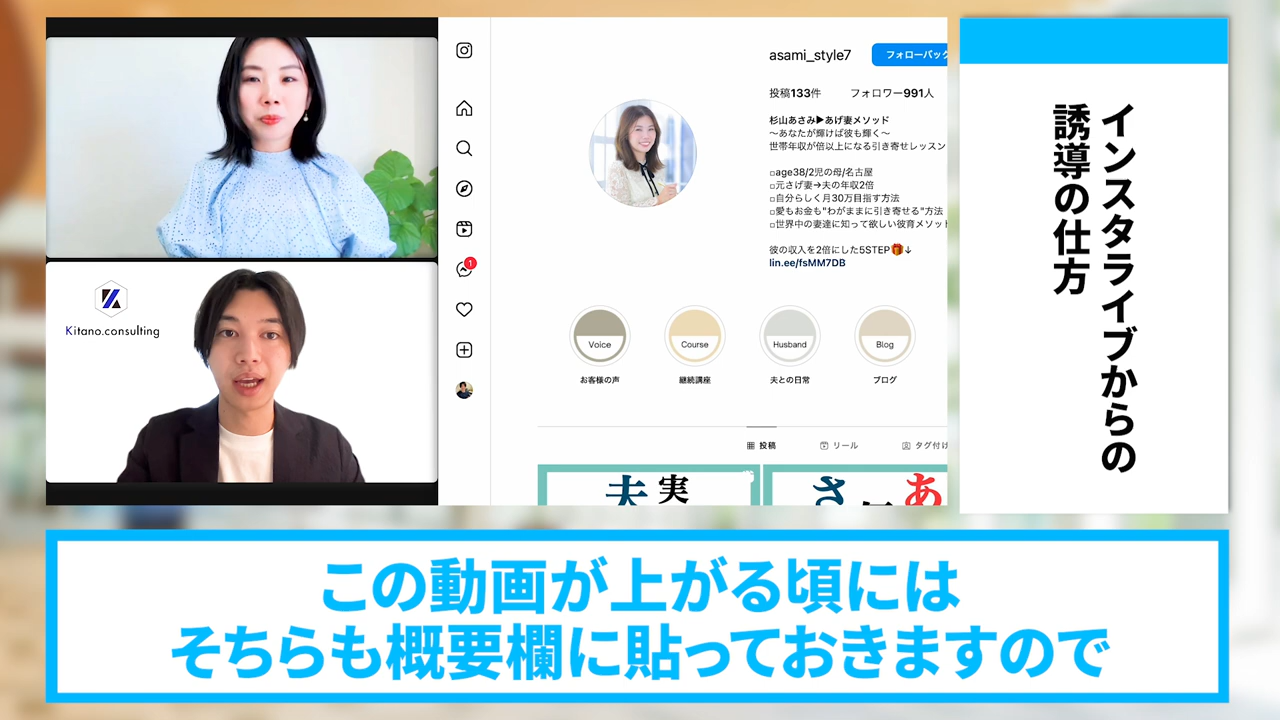 Kitano.consulting
1
asami_style7
フォローバック
投稿133件 フォロワー991人
杉山あさみ▶あげ妻メソッド
〜あなたが輝けば彼も輝く〜
世帯年収が倍以上になる引き寄せレッスン
▫age38/2児の母/名古屋
▫元さげ妻→夫の年収2倍
▫自分らしく月30万目指す方法
▫愛もお金も"わがままに引き寄せる"方法
▫世界中の妻達に知って欲しい彼育メソッド
彼の収入を2倍にした5STEP🎁↓
lin.ee/fsMM7DB
Voice Course Husband Blog
お客様の声 継続講座 夫との日常 ブログ
投稿 リール タグ付け
夫 実
さ あ
インスタライブからの
誘導の仕方
この動画が上がる頃には
そちらも概要欄に貼っておきますので